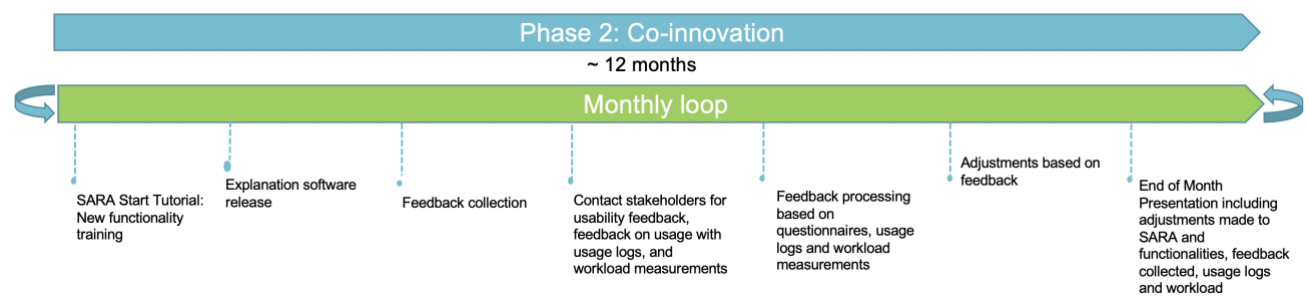 Phase 2: Co-innovation
~ 12 months
Monthly loop
SARA Start Tutorial:
New functionality
training
Explanation software
release
Feedback collection
Contact stakeholders for
usability feedback,
feedback on usage with
usage logs, and
workload measurements
Feedback processing
based on
questionnaires, usage
logs and workload
measurements
Adjustments based on
feedback
End of Month
Presentation including
adjustments made to
SARA and
functionalities, feedback
collected, usage logs
and workload